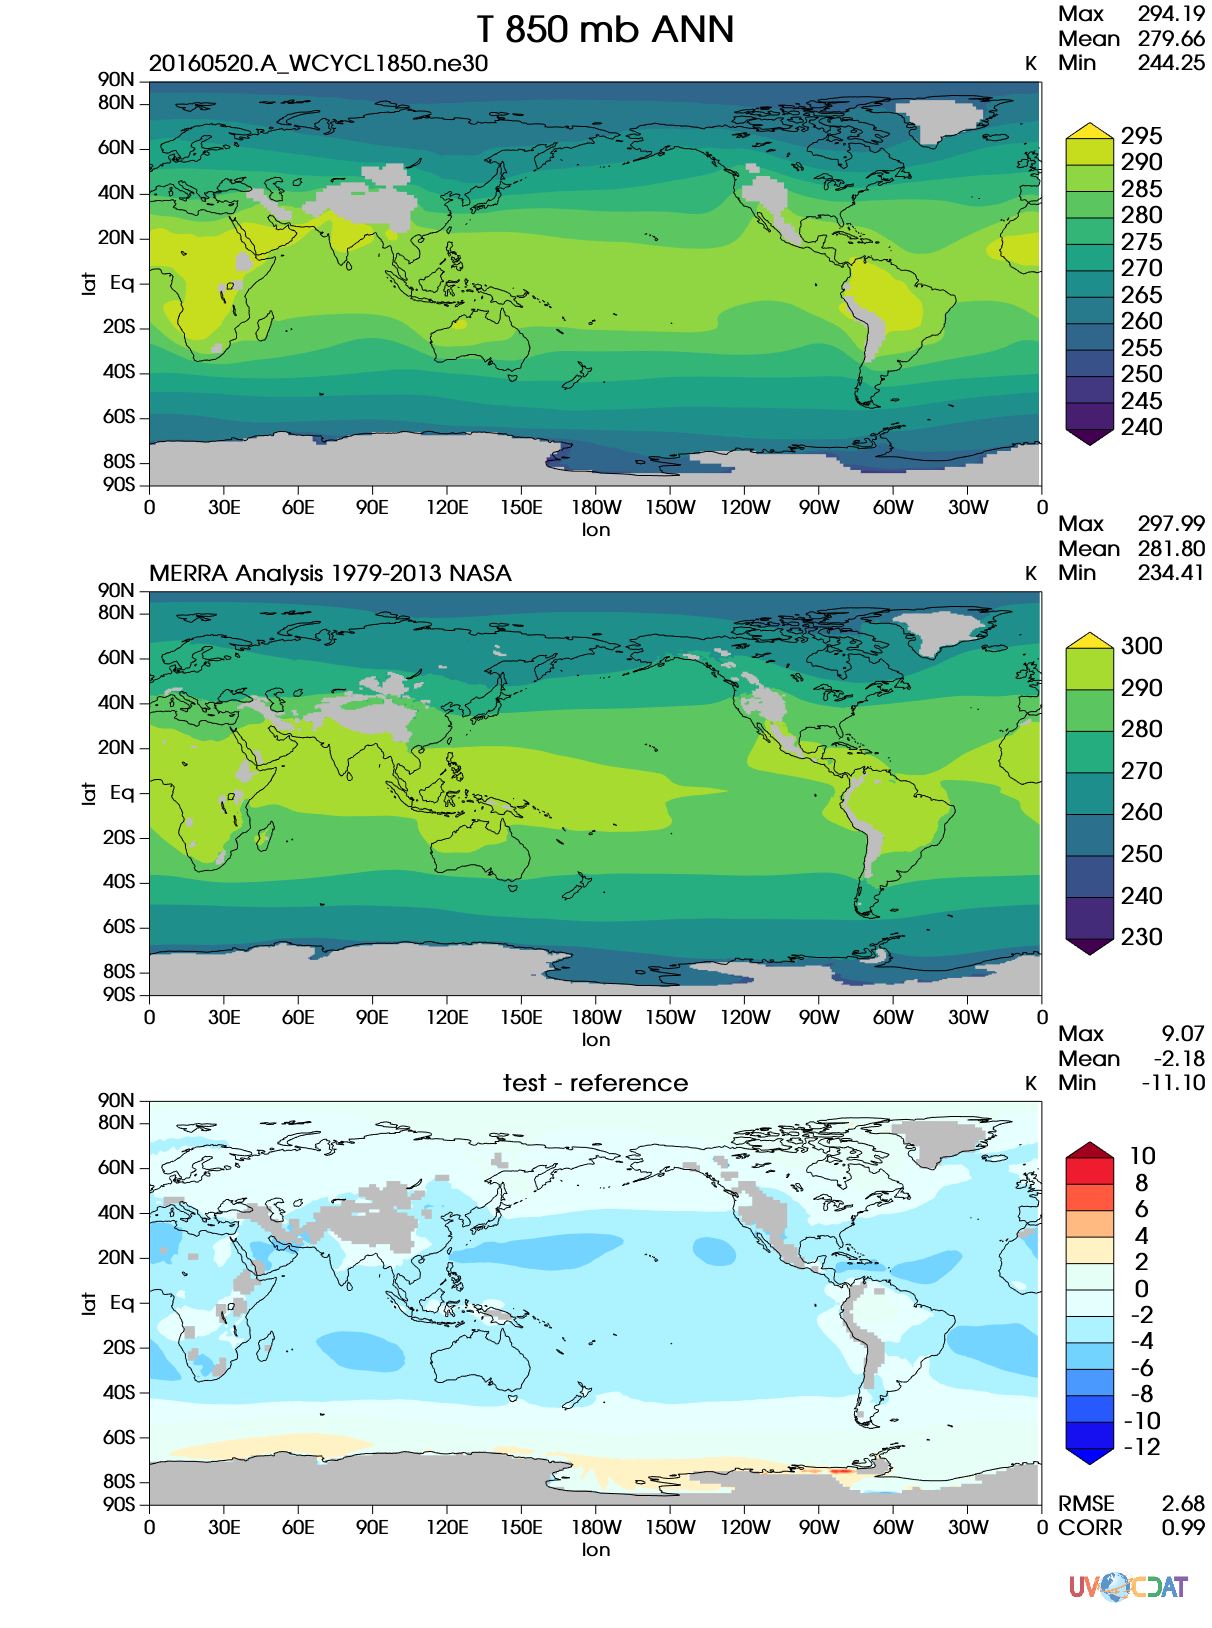 T 850 mb ANN
Max 294.19
Mean 279.66
Min 244.25
20160520.A_WCYCL1850.ne30 K
90N
80N
60N
40N
20N
Eq
20S
40S
60S
80S
90S
lat
0 30E 60E 90E 120E 150E 180W 150W 120W 90W 60W 30W 0
lon
295
290
285
280
275
270
265
260
255
250
245
240
Max 297.99
Mean 281.80
Min 234.41
MERRA Analysis 1979-2013 NASA K
90N
80N
60N
40N
20N
Eq
20S
40S
60S
80S
90S
lat
0 30E 60E 90E 120E 150E 180W 150W 120W 90W 60W 30W 0
lon
300
290
280
270
260
250
240
230
Max 9.07
Mean -2.18
Min -11.10
test - reference K
90N
80N
60N
40N
20N
Eq
20S
40S
60S
80S
90S
lat
0 30E 60E 90E 120E 150E 180W 150W 120W 90W 60W 30W 0
lon
10
8
6
4
2
0
-2
-4
-6
-8
-10
-12
RMSE 2.68
CORR 0.99
UV CDAT